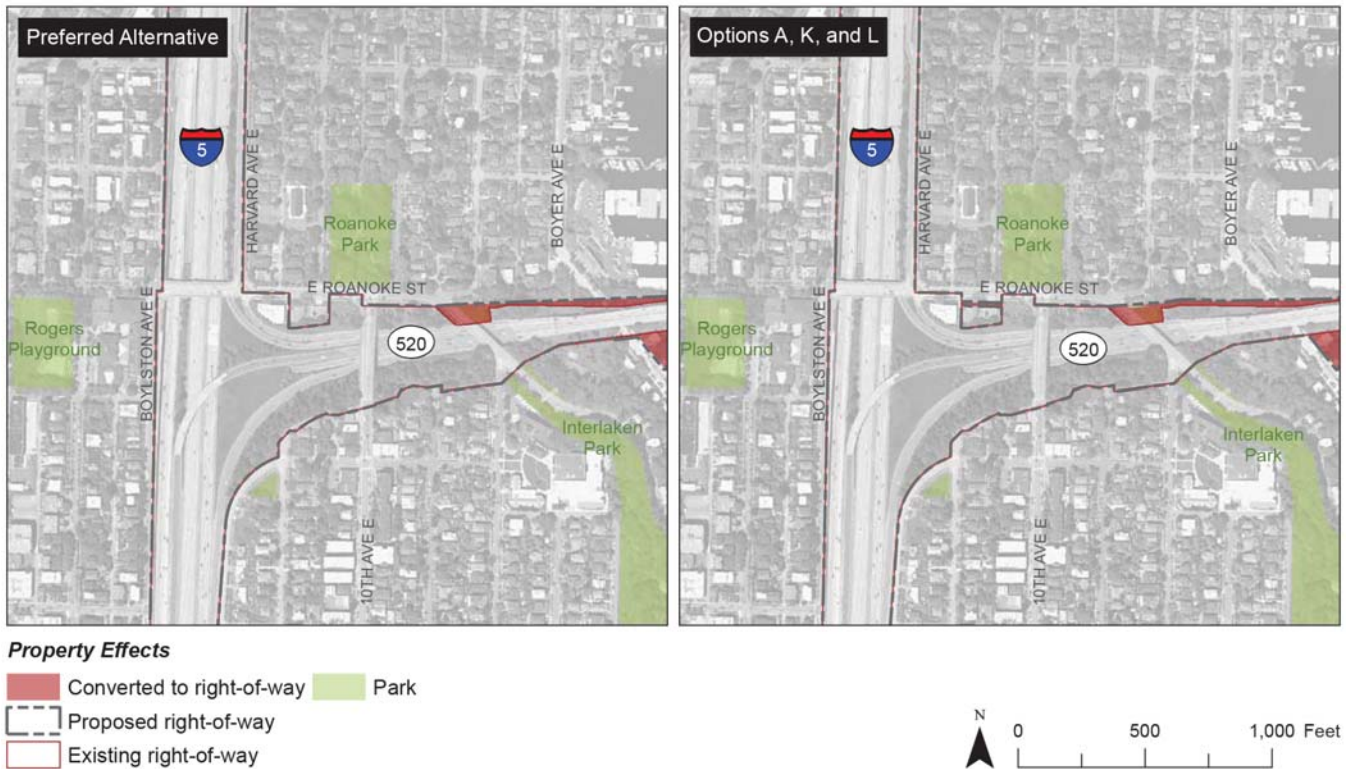 Preferred Alternative
5
HARVARD AVE E
BOYER AVE E
Roanoke
Park
E ROANOKE ST
Rogers
Playground
BOYLSTON AVE E
520
Interlaken
Park
10TH AVE E
Options A, K, and L
5
HARVARD AVE E
BOYER AVE E
Roanoke
Park
E ROANOKE ST
Rogers
Playground
BOYLSTON AVE E
520
Interlaken
Park
10TH AVE E
Property Effects
Converted to right-of-way
Park
Proposed right-of-way
Existing right-of-way
N
0 500 1,000 Feet